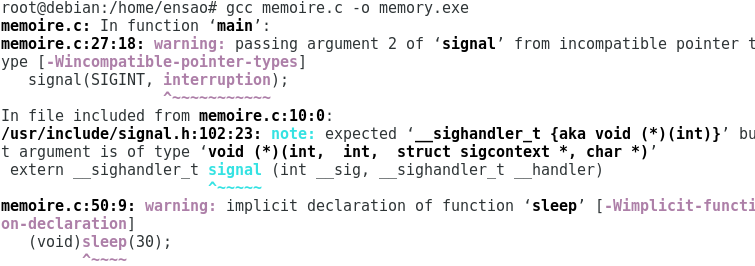 root@debian:/home/ensao# gcc memoire.c -o memory.exe
memoire.c: In function ‘main’:
memoire.c:27:18: warning: passing argument 2 of ‘signal’ from incompatible pointer t
ype [-Wincompatible-pointer-types]
   signal(SIGINT, interruption);
                  ^~~~~~~~~~~~
In file included from memoire.c:10:0:
/usr/include/signal.h:102:23: note: expected ‘__sighandler_t {aka void (*)(int)}’ bu
t argument is of type ‘void (*)(int,  int,  struct sigcontext *, char *)’
 extern __sighandler_t signal (int __sig, __sighandler_t __handler)
                       ^~~~~~
memoire.c:50:9: warning: implicit declaration of function ‘sleep’ [-Wimplicit-functi
on-declaration]
   (void)sleep(30);
         ^~~~~